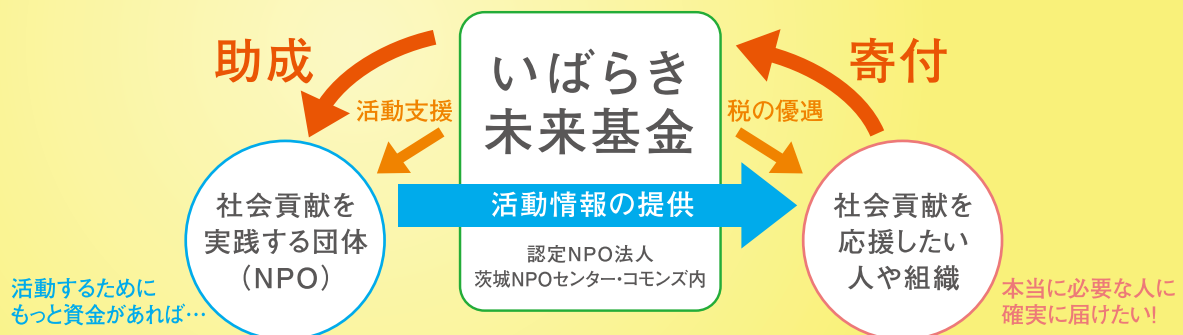 助成
活動支援
いばらき
未来基金
寄付
税の優遇
活動情報の提供
認定NPO法人
茨城NPOセンター・コモンズ内
社会貢献を
実践する団体
（NPO）
活動するために
もっと資金があれば…
社会貢献を
応援したい
人や組織
本当に必要な人に
確実に届けたい!